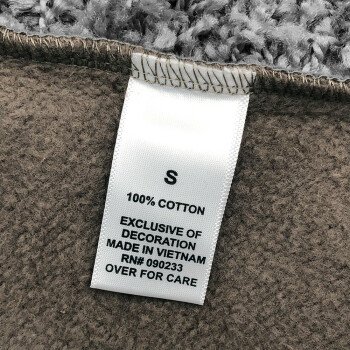 S
100% COTTON
EXCLUSIVE OF
DECORATION
MADE IN VIETNAM
RN# 090233
OVER FOR CARE